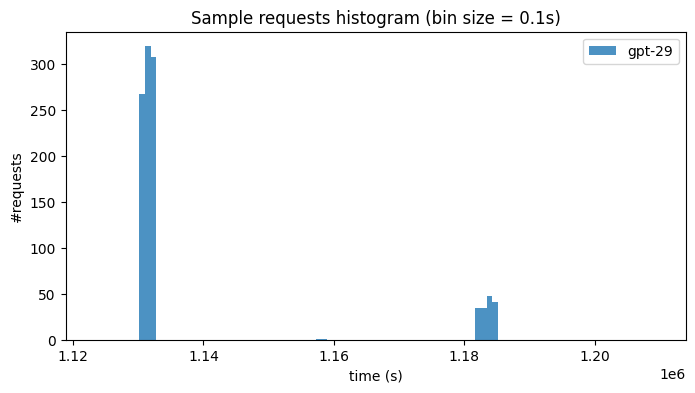 Sample requests histogram (bin size = 0.1s)
gpt-29
300
250
200
150
100
50
0
#requests
1.12 1.14 1.16 1.18 1.20
1e6
time (s)